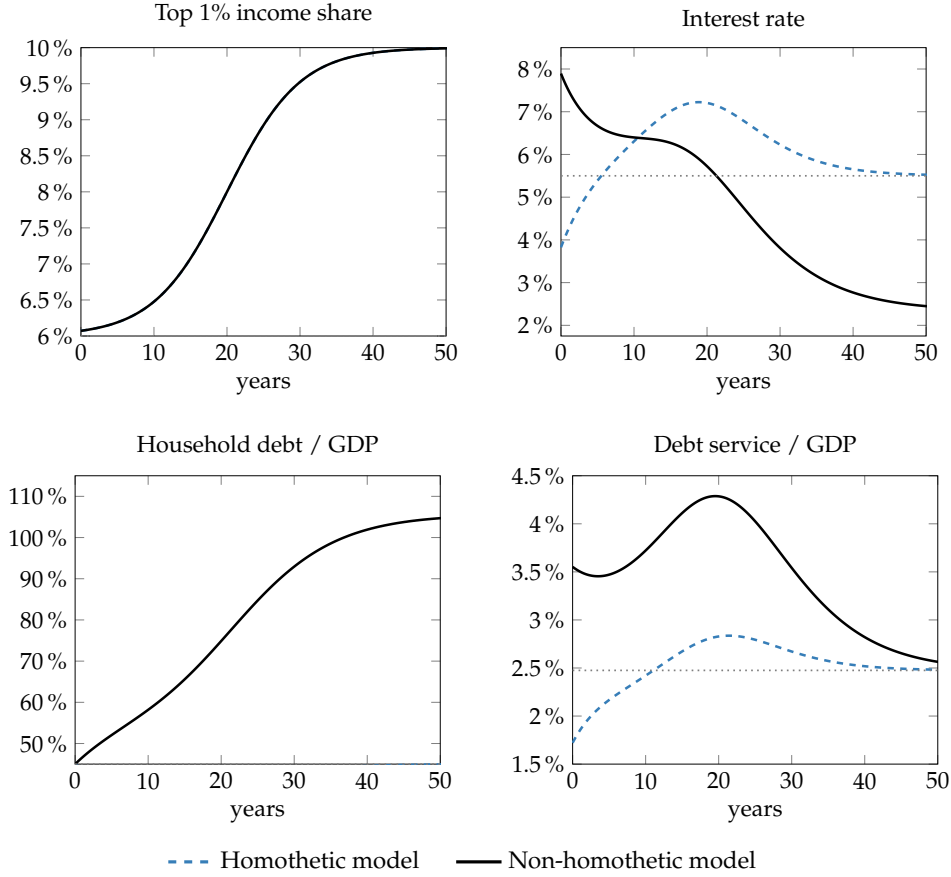 Top 1% income share
10 %
9.5 %
9 %
8.5 %
8 %
7.5 %
7 %
6.5 %
6 %
0 10 20 30 40 50
years
Interest rate
8 %
7 %
6 %
5 %
4 %
3 %
2 %
0 10 20 30 40 50
years
Household debt / GDP
110 %
100 %
90 %
80 %
70 %
60 %
50 %
0 10 20 30 40 50
years
Debt service / GDP
4.5 %
4 %
3.5 %
3 %
2.5 %
2 %
1.5 %
0 10 20 30 40 50
years
Homothetic model Non-homothetic model